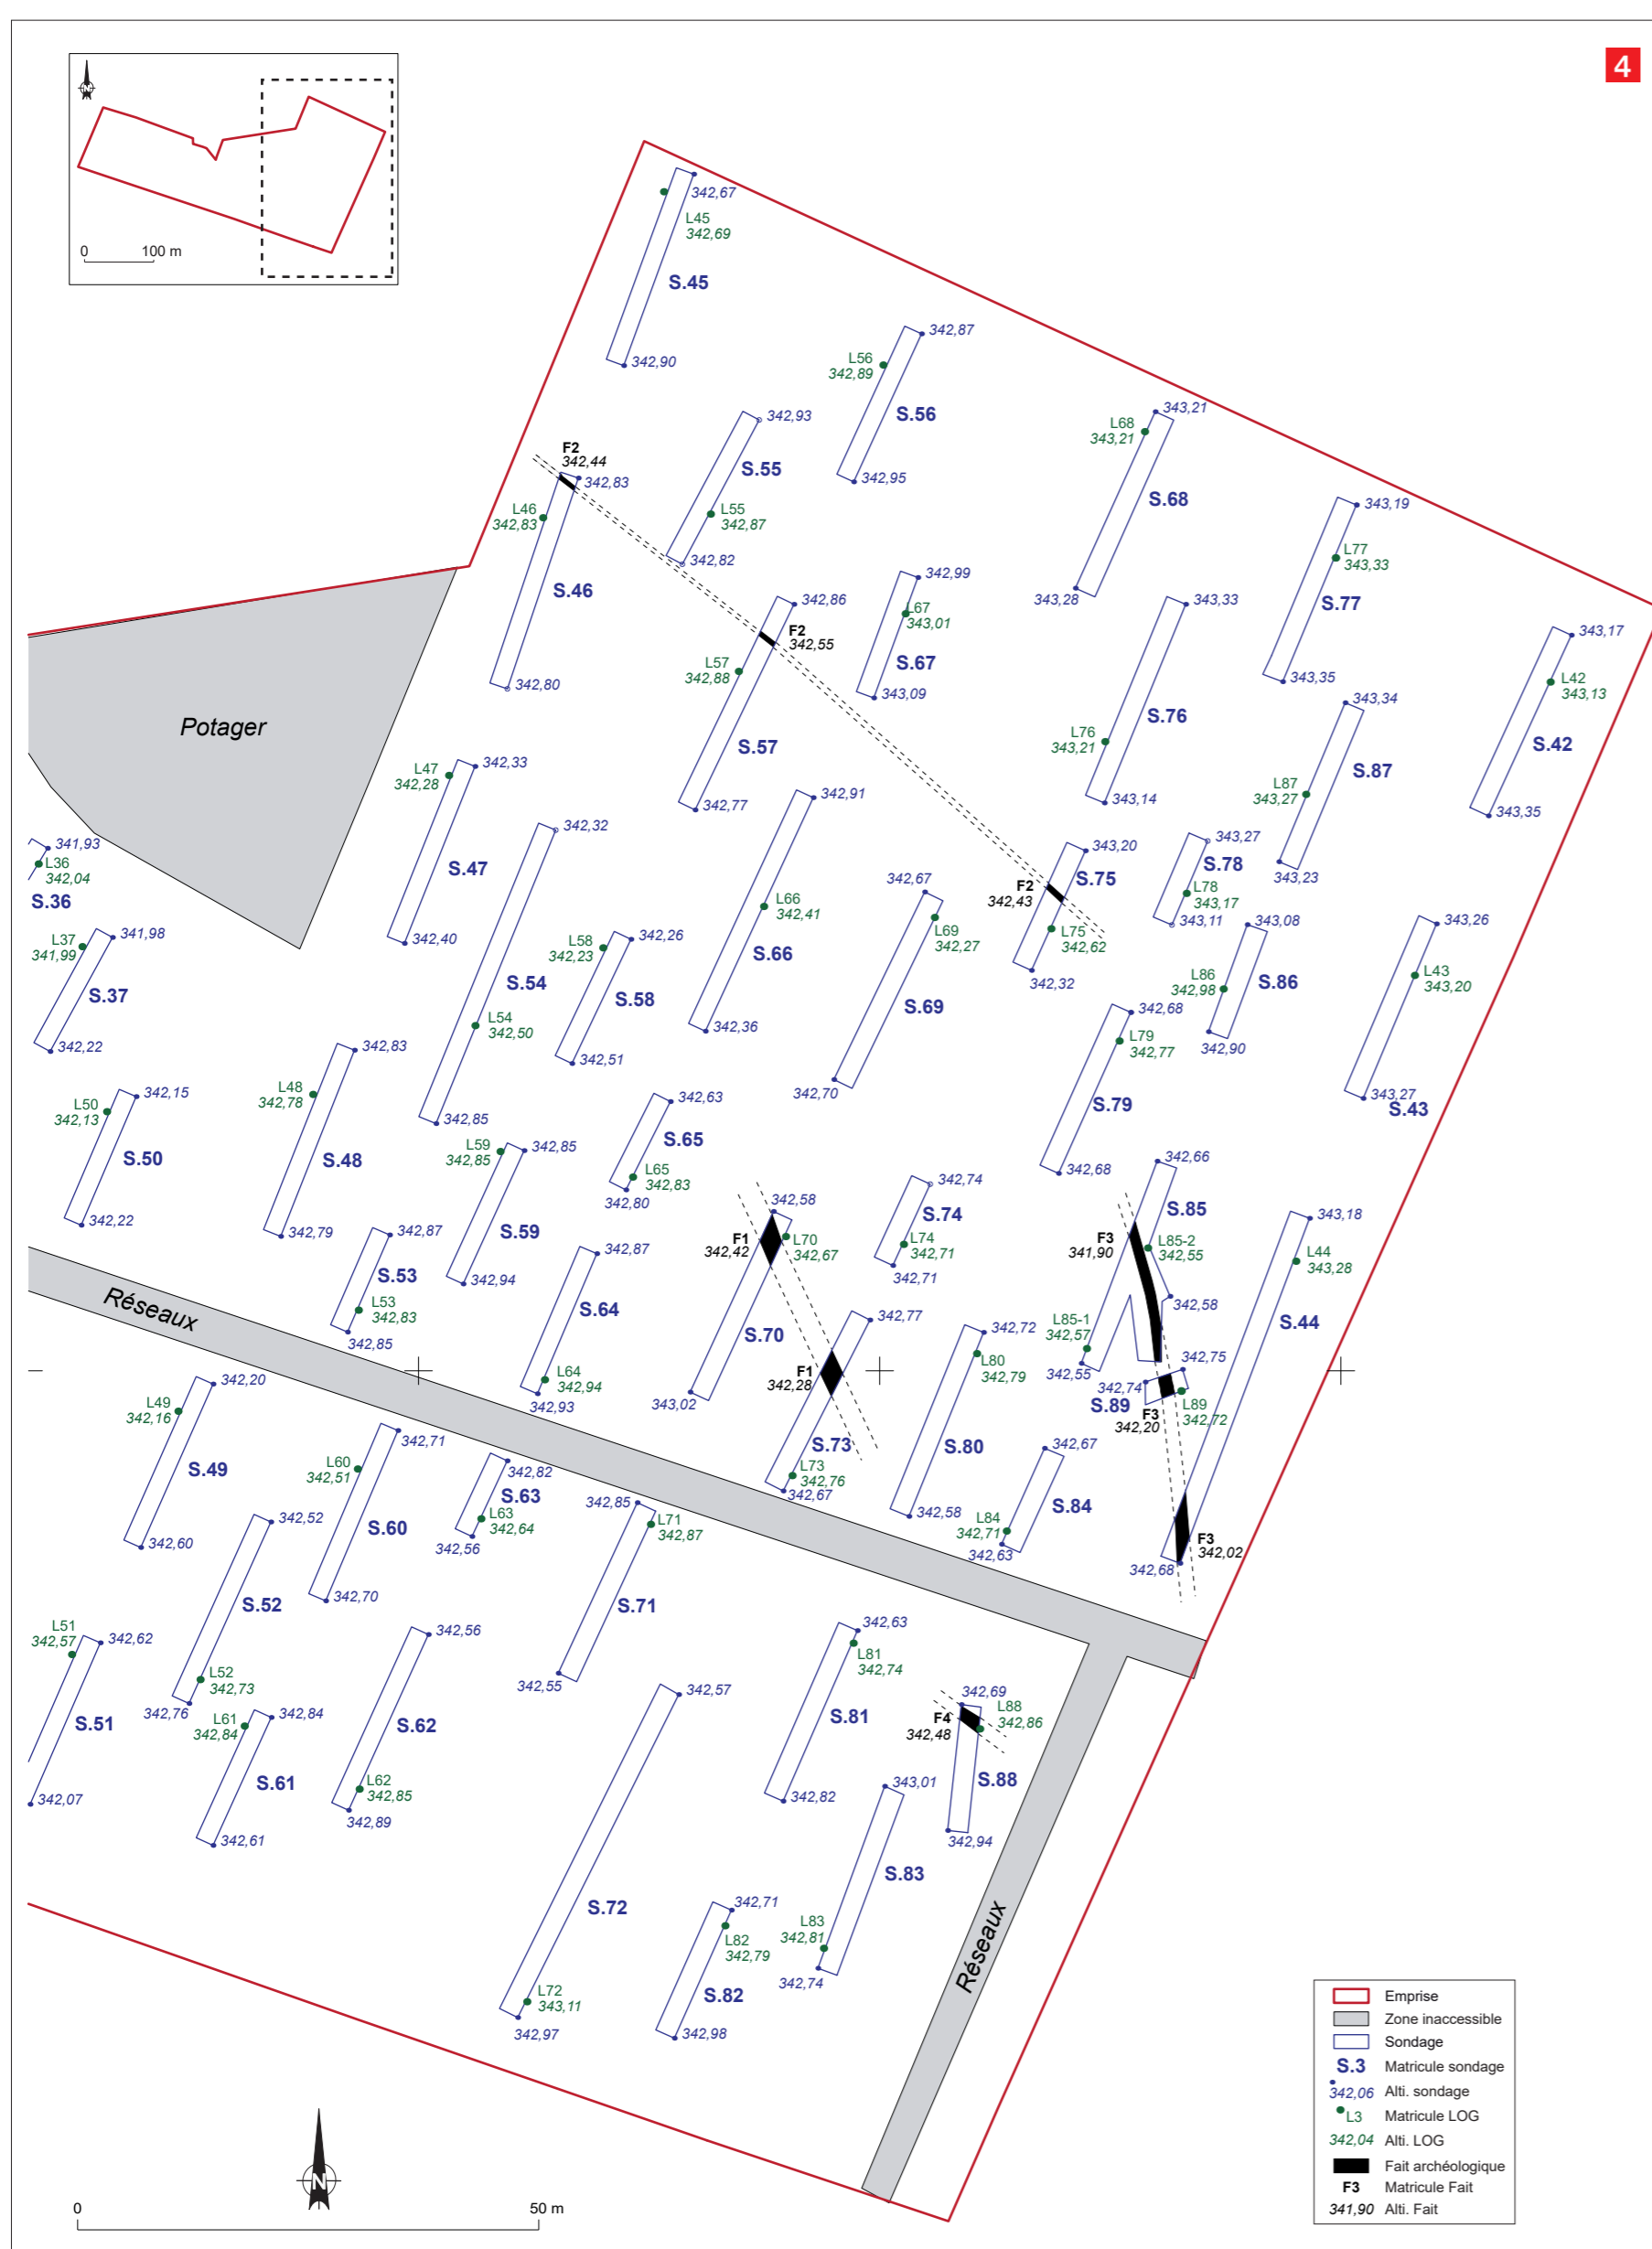 4
N
0 100 m
342,67
L45
342,69
S.45
342,90
342,87
L56
342,89
S.56
342,95
342,93
S.55
L55
342,87
342,82
F2
342,44
342,83
L46
342,83
S.46
342,80
343,21
L68
343,21
S.68
343,28
343,19
L77
343,33
S.77
343,35
342,99
L67
343,01
S.67
343,09
342,86
F2
342,55
L57
342,88
S.57
342,77
343,33
S.76
L76
343,21
343,14
343,17
L42
343,13
S.42
343,35
343,34
S.87
L87
343,27
343,23
Potager
342,33
L47
342,28
S.47
342,40
342,32
S.54
L54
342,50
342,85
342,91
L66
342,41
S.66
342,36
341,93
L36
342,04
S.36
341,98
L37
341,99
S.37
342,22
342,26
L58
342,23
S.58
342,51
342,67
L69
342,27
S.69
342,70
343,20
S.75
F2
342,43
L75
342,62
342,32
343,27
S.78
L78
343,17
343,11
343,08
L86
342,98
S.86
342,90
343,26
L43
343,20
343,27
S.43
342,68
L79
342,77
S.79
342,68
342,15
L50
342,13
S.50
342,22
342,83
L48
342,78
S.48
342,79
342,85
L59
342,85
S.59
342,94
342,63
S.65
L65
342,83
342,80
342,87
S.53
L53
342,83
342,85
342,87
S.64
L64
342,94
342,93
342,58
F1
342,42
L70
342,67
S.70
343,02
342,74
S.74
L74
342,71
342,71
342,66
S.85
F3
341,90
L85-2
342,55
342,58
L85-1
342,57
342,55
343,18
L44
343,28
S.44
342,68
F3
342,02
342,77
F1
342,28
S.73
L73
342,76
342,67
342,72
L80
342,79
S.80
342,58
342,75
342,74
S.89
F3
342,20
L89
342,72
342,67
S.84
L84
342,71
342,63
Réseaux
342,20
L49
342,16
S.49
342,60
342,71
L60
342,51
S.60
342,70
342,82
S.63
L63
342,64
342,56
342,85
L71
342,87
S.71
342,55
342,52
S.52
L52
342,73
342,76
342,62
L51
342,57
S.51
342,07
342,84
L61
342,84
S.61
342,61
342,56
S.62
L62
342,85
342,89
342,57
S.72
L72
343,11
342,97
342,63
L81
342,74
S.81
342,82
342,69
F4
342,48
L88
342,86
S.88
342,94
343,01
S.83
L83
342,81
342,74
342,71
L82
342,79
S.82
342,98
Réseaux
N
0 50 m
Emprise
Zone inaccessible
Sondage
S.3 Matricule sondage
342,06 Alti. sondage
L3 Matricule LOG
342,04 Alti. LOG
Fait archéologique
F3 Matricule Fait
341,90 Alti. Fait